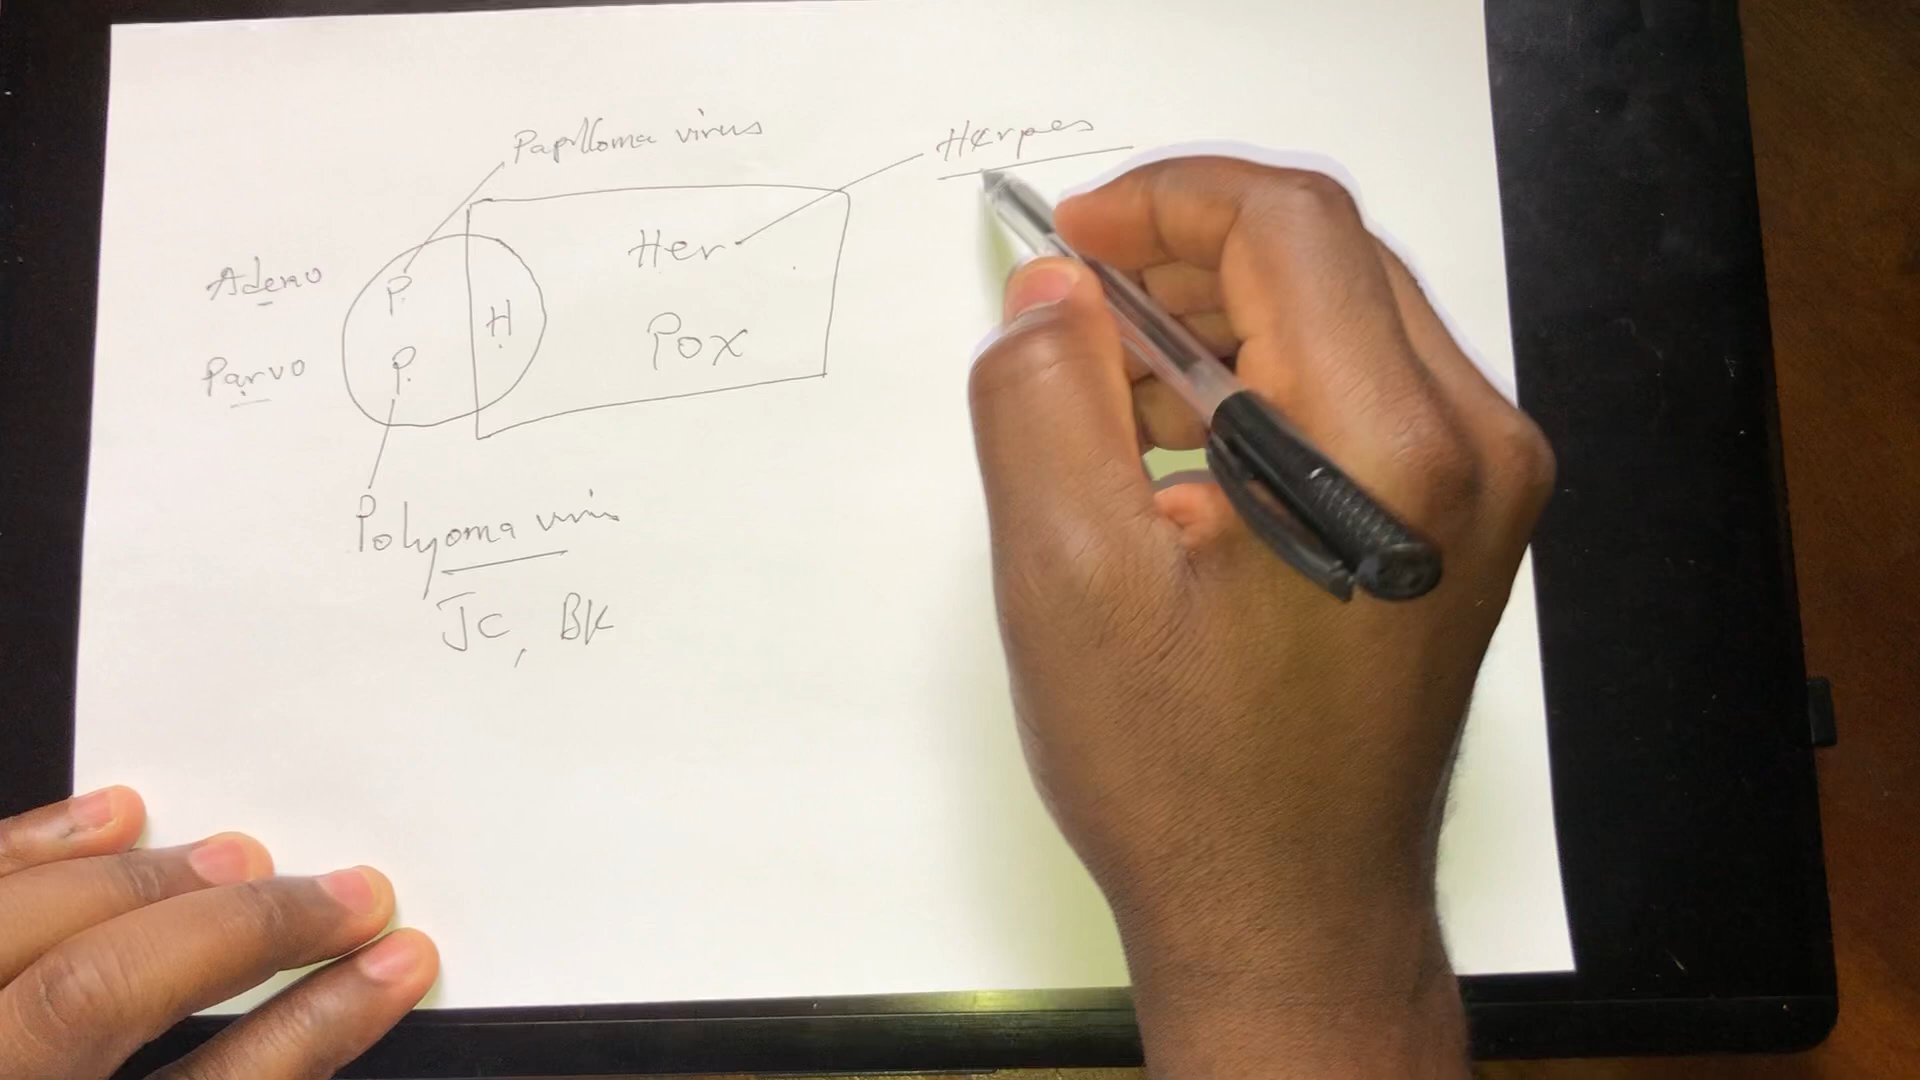 Papilloma virus
Herpes
Adeno
P
Her
H
Pox
Parvo
P
Polyoma virus
JC, BK